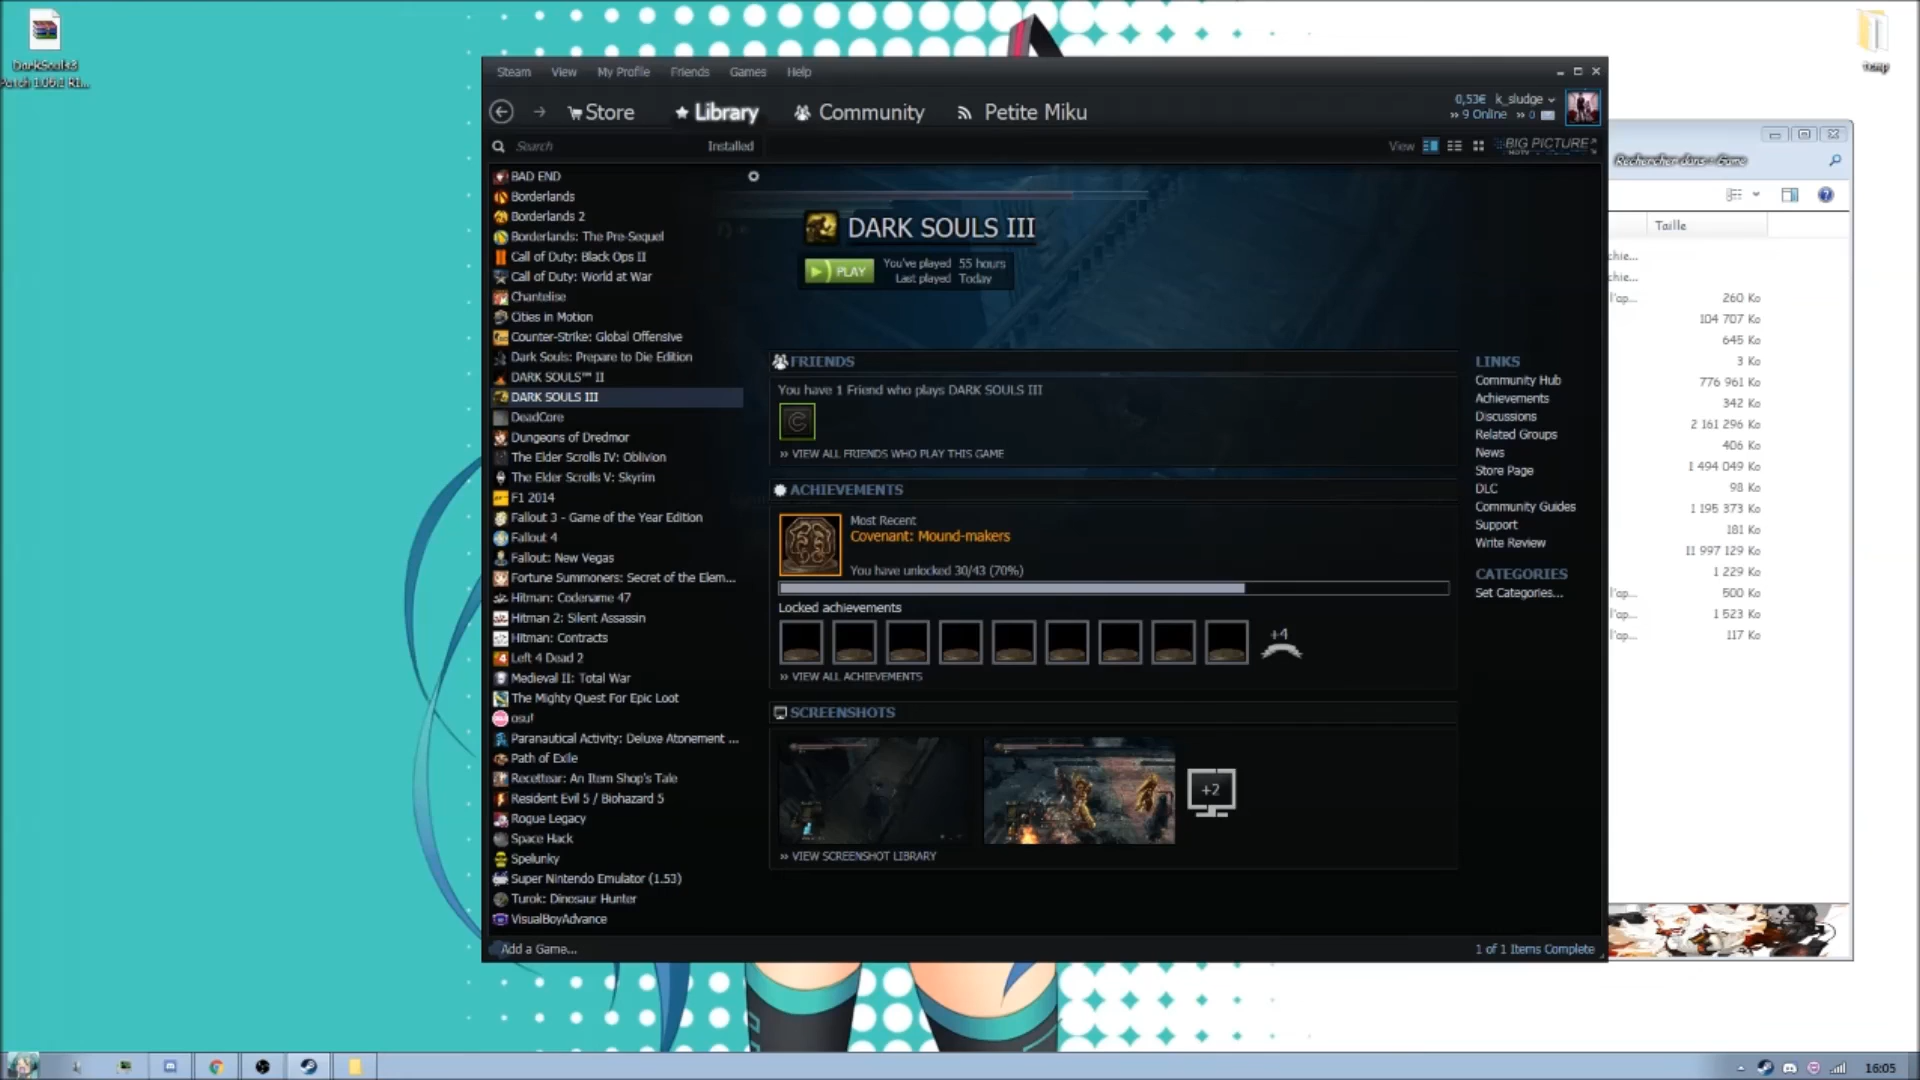 Steam View My Profile Friends Games Help
Store Library Community Petite Miku
0,53€ k_sludge
» 9 Online » 0
Search Installed
View BIG PICTURE
BAD END
Borderlands
Borderlands 2
Borderlands: The Pre-Sequel
Call of Duty: Black Ops II
Call of Duty: World at War
Chantelise
Cities in Motion
Counter-Strike: Global Offensive
Dark Souls: Prepare to Die Edition
DARK SOULS™ II
DARK SOULS III
DeadCore
Dungeons of Dredmor
The Elder Scrolls IV: Oblivion
The Elder Scrolls V: Skyrim
F1 2014
Fallout 3 - Game of the Year Edition
Fallout 4
Fallout: New Vegas
Fortune Summoners: Secret of the Elem...
Hitman: Codename 47
Hitman 2: Silent Assassin
Hitman: Contracts
Left 4 Dead 2
Medieval II: Total War
The Mighty Quest For Epic Loot
osu!
Paranautical Activity: Deluxe Atonement ...
Path of Exile
Recettear: An Item Shop's Tale
Resident Evil 5 / Biohazard 5
Rogue Legacy
Space Hack
Spelunky
Super Nintendo Emulator (1.53)
Turok: Dinosaur Hunter
VisualBoyAdvance
Add a Game...
DARK SOULS III
PLAY
You've played 55 hours
Last played Today
FRIENDS
You have 1 Friend who plays DARK SOULS III
» VIEW ALL FRIENDS WHO PLAY THIS GAME
ACHIEVEMENTS
Most Recent
Covenant: Mound-makers
You have unlocked 30/43 (70%)
Locked achievements
+4
» VIEW ALL ACHIEVEMENTS
SCREENSHOTS
+2
» VIEW SCREENSHOT LIBRARY
LINKS
Community Hub
Achievements
Discussions
Related Groups
News
Store Page
DLC
Community Guides
Support
Write Review
CATEGORIES
Set Categories...
1 of 1 Items Complete
Rechercher dans : Game
Taille
chie...
chie...
l'ap... 260 Ko
104 707 Ko
645 Ko
3 Ko
776 961 Ko
342 Ko
2 161 296 Ko
406 Ko
1 494 049 Ko
98 Ko
1 195 373 Ko
181 Ko
11 997 129 Ko
1 229 Ko
l'ap... 500 Ko
l'ap... 1 523 Ko
l'ap... 117 Ko
DarkSouls3
16:05